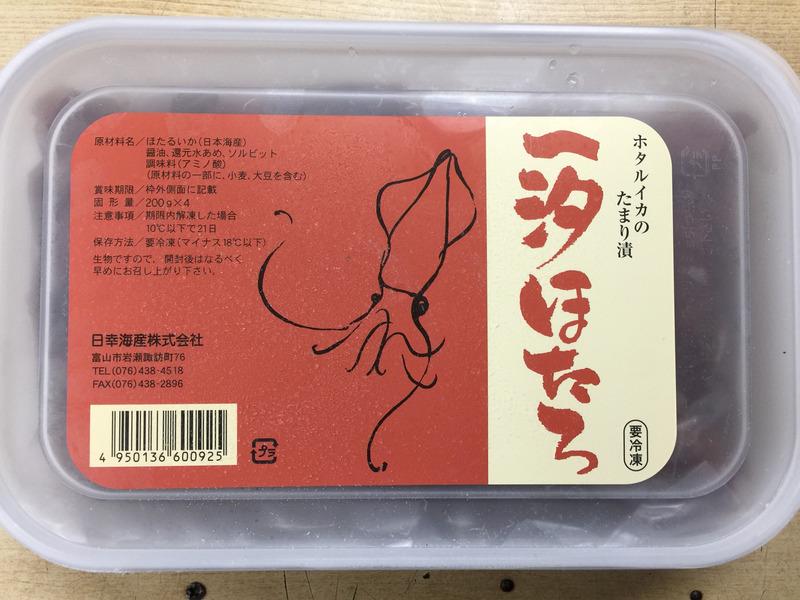 原材料名／ほたるいか(日本海産)
醤油、還元水あめ、ソルビット
調味料(アミノ酸)
(原材料の一部に、小麦、大豆を含む)
賞味期限／枠外側面に記載
固形量／200g×4
注意事項／期限内解凍した場合
10℃以下で21日
保存方法／要冷凍(マイナス18℃以下)
生物ですので、開封後はなるべく
早めにお召し上がり下さい。
日幸海産株式会社
富山市岩瀬諏訪町76
TEL(076)438-4518
FAX(076)438-2896
4 950136 600925
プラ
ホタルイカの
たまり漬
一汐ほたろ
要冷凍